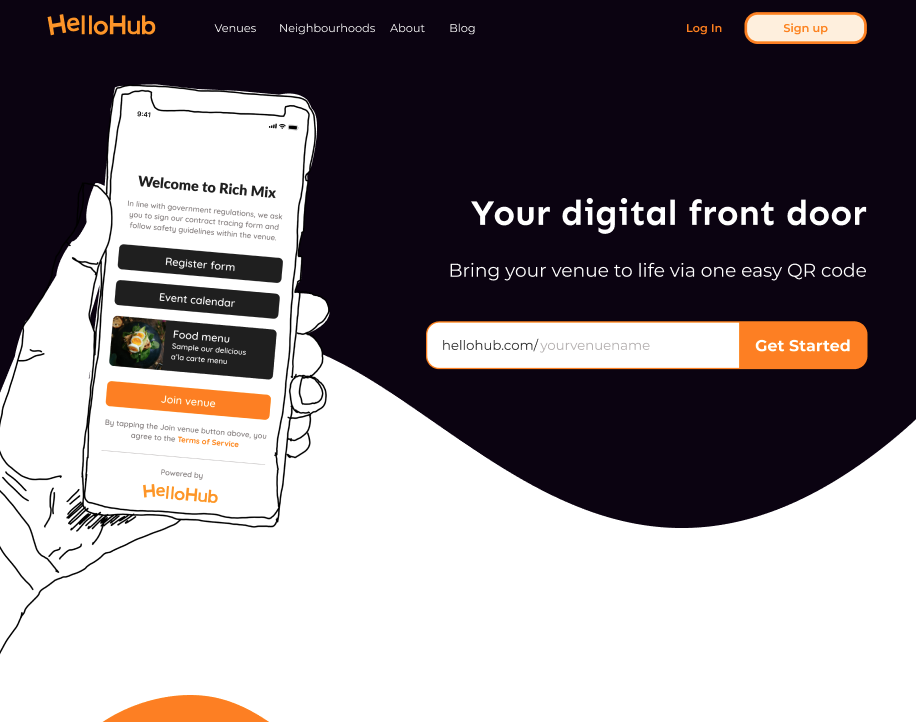 HelloHub
Venues
Neighbourhoods
About
Blog
Log In
Sign up
9:41
Welcome to Rich Mix
In line with government regulations, we ask
you to sign our contract tracing form and
follow safety guidelines within the venue.
Register form
Event calendar
Food menu
Sample our delicious
a'la carte menu
Join venue
By tapping the Join venue button above, you
agree to the Terms of Service
Powered by
HelloHub
Your digital front door
Bring your venue to life via one easy QR code
hellohub.com/yourvenuename
Get Started